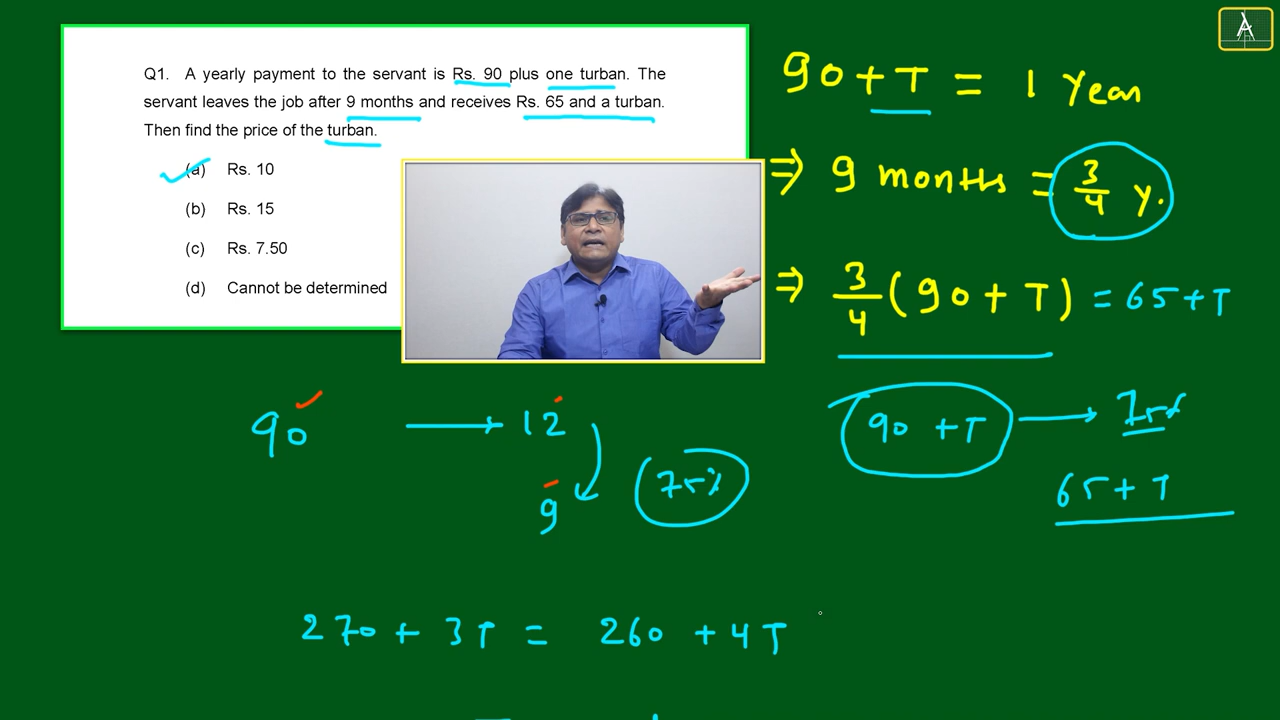 Q1. A yearly payment to the servant is Rs. 90 plus one turban. The
servant leaves the job after 9 months and receives Rs. 65 and a turban.
Then find the price of the turban.
(a) Rs. 10
(b) Rs. 15
(c) Rs. 7.50
(d) Cannot be determined
90 + T = 1 Year
⇒ 9 months = 3/4 y.
⇒ 3/4 (90 + T) = 65 + T
90 → 12
9
75%
90 + T →
65 + T
270 + 3T = 260 + 4T